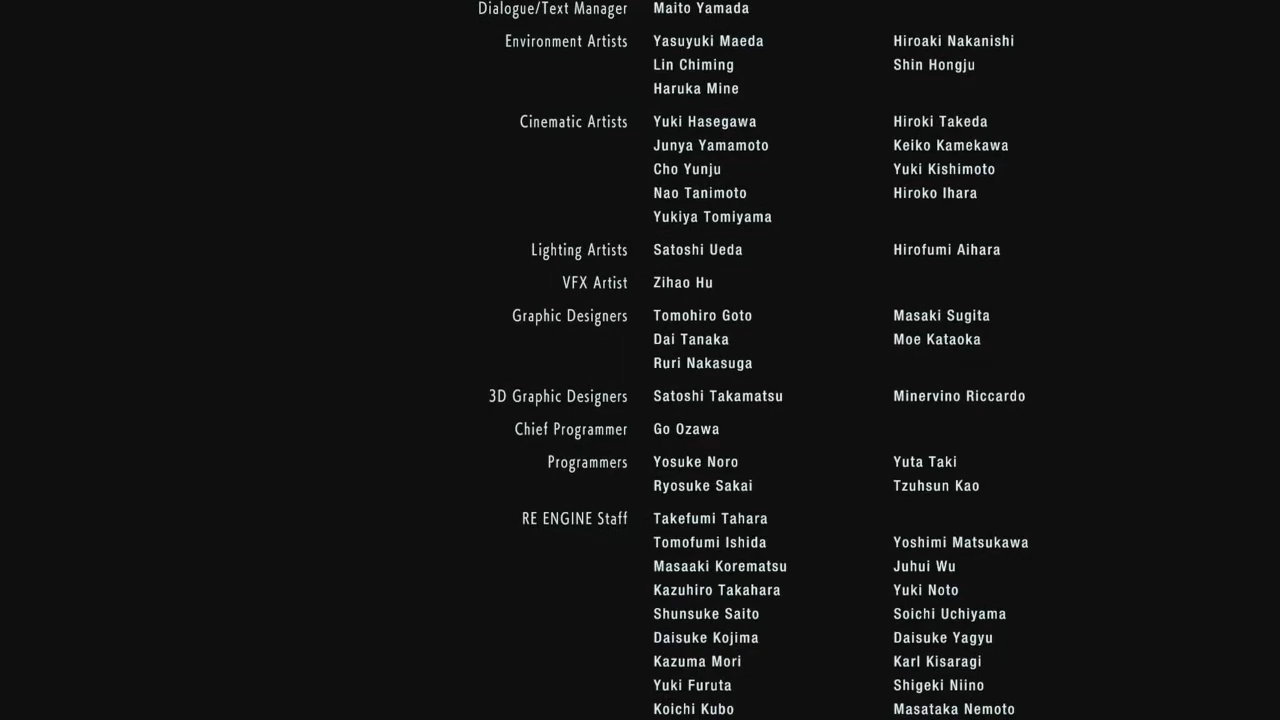 Dialogue/Text Manager Maito Yamada
Environment Artists Yasuyuki Maeda Hiroaki Nakanishi
Lin Chiming Shin Hongju
Haruka Mine
Cinematic Artists Yuki Hasegawa Hiroki Takeda
Junya Yamamoto Keiko Kamekawa
Cho Yunju Yuki Kishimoto
Nao Tanimoto Hiroko Ihara
Yukiya Tomiyama
Lighting Artists Satoshi Ueda Hirofumi Aihara
VFX Artist Zihao Hu
Graphic Designers Tomohiro Goto Masaki Sugita
Dai Tanaka Moe Kataoka
Ruri Nakasuga
3D Graphic Designers Satoshi Takamatsu Minervino Riccardo
Chief Programmer Go Ozawa
Programmers Yosuke Noro Yuta Taki
Ryosuke Sakai Tzuhsun Kao
RE ENGINE Staff Takefumi Tahara
Tomofumi Ishida Yoshimi Matsukawa
Masaaki Korematsu Juhui Wu
Kazuhiro Takahara Yuki Noto
Shunsuke Saito Soichi Uchiyama
Daisuke Kojima Daisuke Yagyu
Kazuma Mori Karl Kisaragi
Yuki Furuta Shigeki Niino
Koichi Kubo Masataka Nemoto